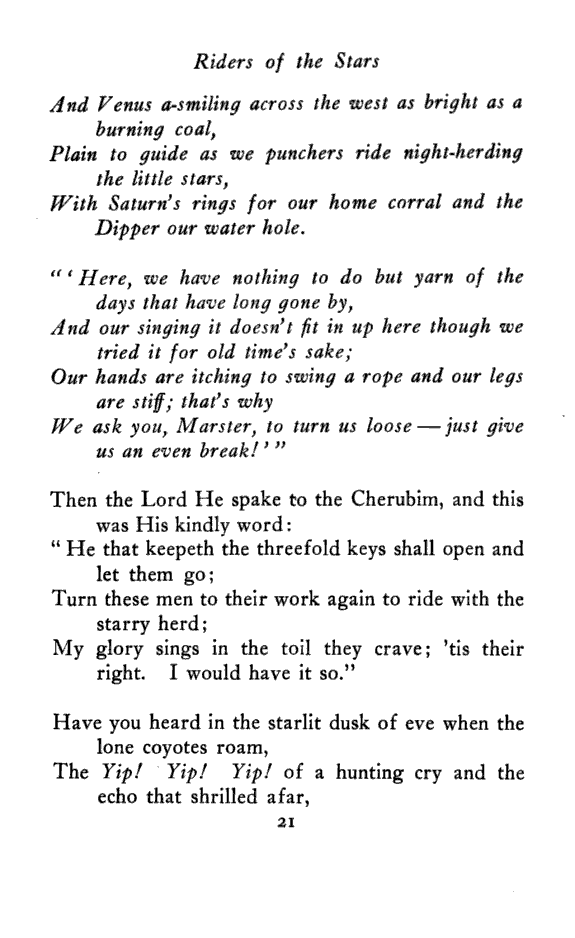 Riders of the Stars
And Venus a-smiling across the west as bright as a
burning coal,
Plain to guide as we punchers ride night-herding
the little stars,
With Saturn's rings for our home corral and the
Dipper our water hole.
"'Here, we have nothing to do but yarn of the
days that have long gone by,
And our singing it doesn't fit in up here though we
tried it for old time's sake;
Our hands are itching to swing a rope and our legs
are stiff; that's why
We ask you, Marster, to turn us loose — just give
us an even break!'"
Then the Lord He spake to the Cherubim, and this
was His kindly word:
"He that keepeth the threefold keys shall open and
let them go;
Turn these men to their work again to ride with the
starry herd;
My glory sings in the toil they crave; 'tis their
right. I would have it so."
Have you heard in the starlit dusk of eve when the
lone coyotes roam,
The Yip! Yip! Yip! of a hunting cry and the
echo that shrilled afar,
21